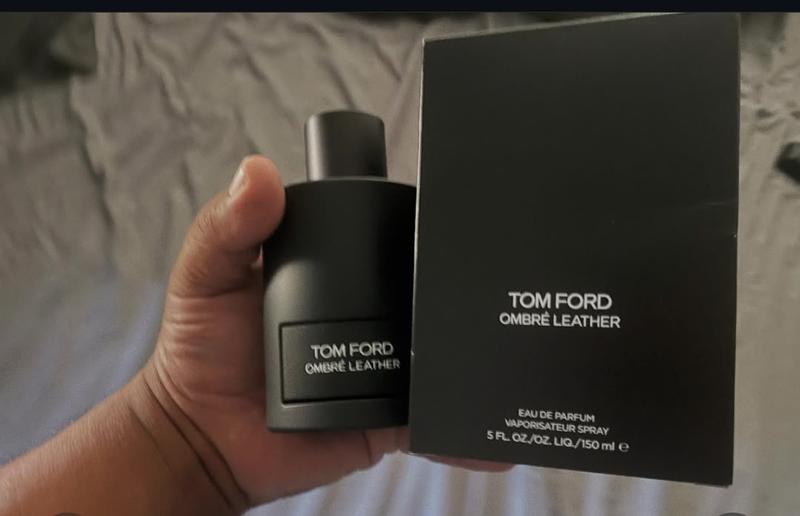 TOM FORD
OMBRÉ LEATHER
TOM FORD
OMBRÉ LEATHER
EAU DE PARFUM
VAPORISATEUR SPRAY
5 FL. OZ./OZ. LIQ./150 ml ℮